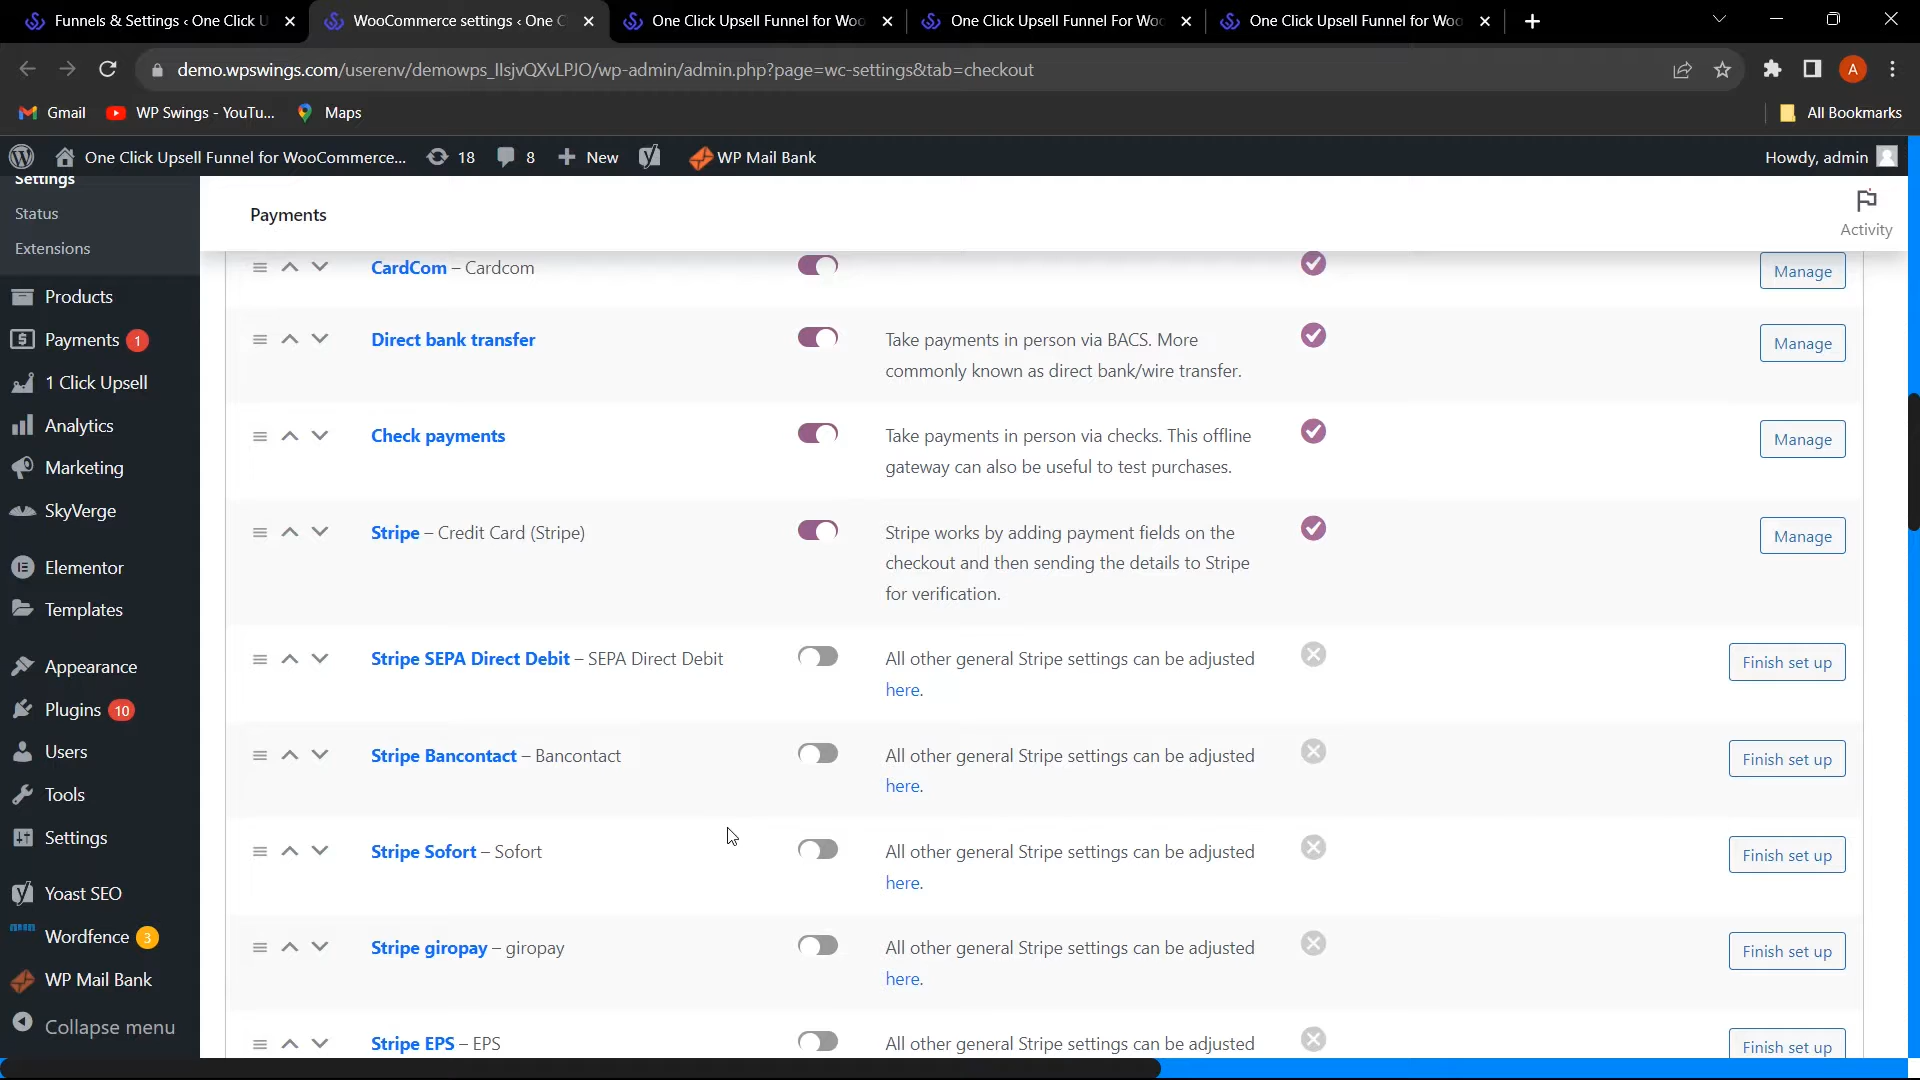 Funnels & Settings ‹ One Click U
WooCommerce settings ‹ One C
One Click Upsell Funnel for Woo
One Click Upsell Funnel For Wo
One Click Upsell Funnel for Woo
demo.wpswings.com/userenv/demowps_IIsjvQXvLPJO/wp-admin/admin.php?page=wc-settings&tab=checkout
A
Gmail
WP Swings - YouTu...
Maps
All Bookmarks
One Click Upsell Funnel for WooCommerce...
18
8
New
WP Mail Bank
Howdy, admin
Settings
Status
Extensions
Products
Payments 1
1 Click Upsell
Analytics
Marketing
SkyVerge
Elementor
Templates
Appearance
Plugins 10
Users
Tools
Settings
Yoast SEO
Wordfence 3
WP Mail Bank
Collapse menu
Payments
Activity
CardCom – Cardcom
Manage
Direct bank transfer
Take payments in person via BACS. More
commonly known as direct bank/wire transfer.
Manage
Check payments
Take payments in person via checks. This offline
gateway can also be useful to test purchases.
Manage
Stripe – Credit Card (Stripe)
Stripe works by adding payment fields on the
checkout and then sending the details to Stripe
for verification.
Manage
Stripe SEPA Direct Debit – SEPA Direct Debit
All other general Stripe settings can be adjusted
here.
Finish set up
Stripe Bancontact – Bancontact
All other general Stripe settings can be adjusted
here.
Finish set up
Stripe Sofort – Sofort
All other general Stripe settings can be adjusted
here.
Finish set up
Stripe giropay – giropay
All other general Stripe settings can be adjusted
here.
Finish set up
Stripe EPS – EPS
All other general Stripe settings can be adjusted
Finish set up